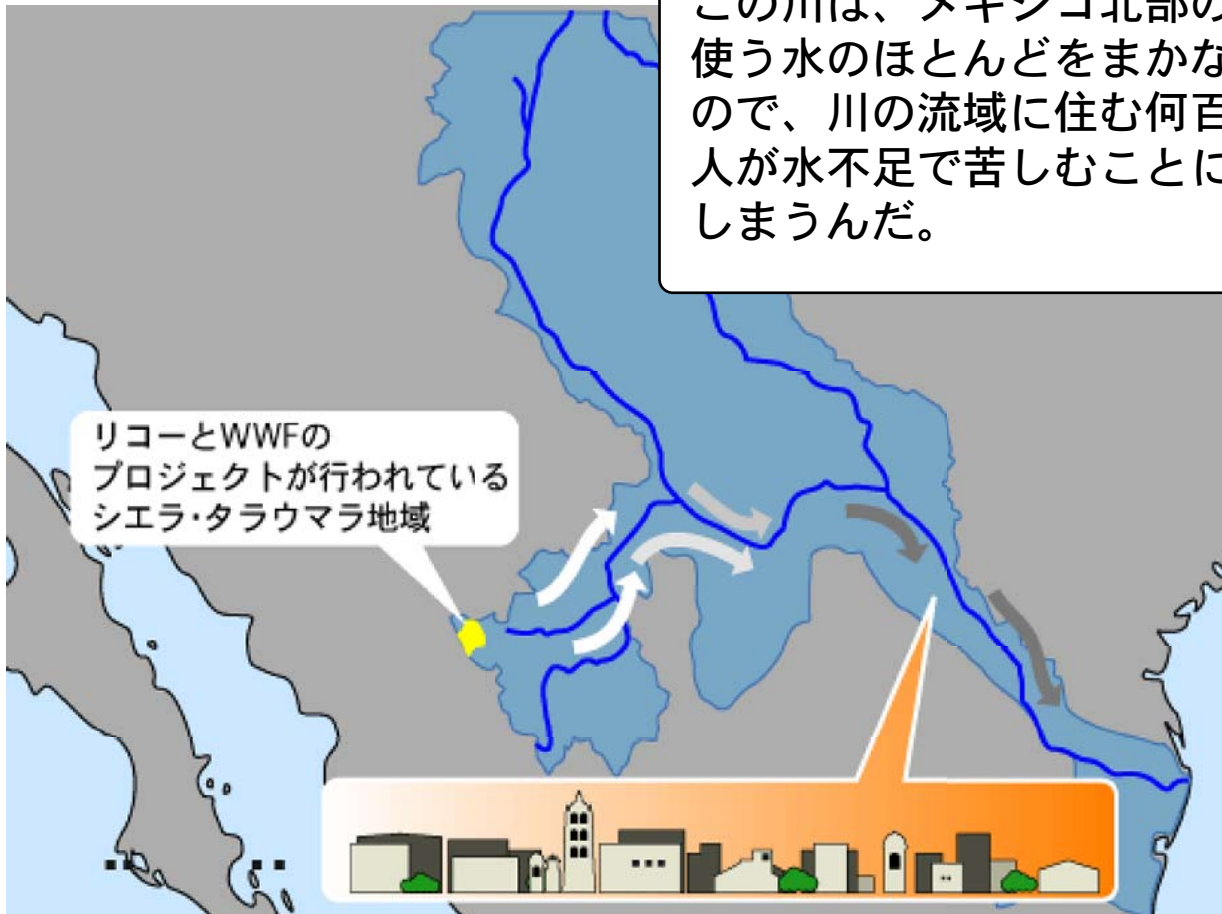 この川は、メキシコ北部の
使う水のほとんどをまかな
ので、川の流域に住む何百
人が水不足で苦しむことに
しまうんだ。
リコーとWWFの
プロジェクトが行われている
シエラ・タラウマラ地域